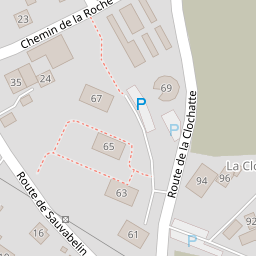 23
Chemin de la Roche
35
24
67
69
P
P
65
Route de la Clochatte
La Clo
94
96
63
Route de Sauvabelin
16
61
92